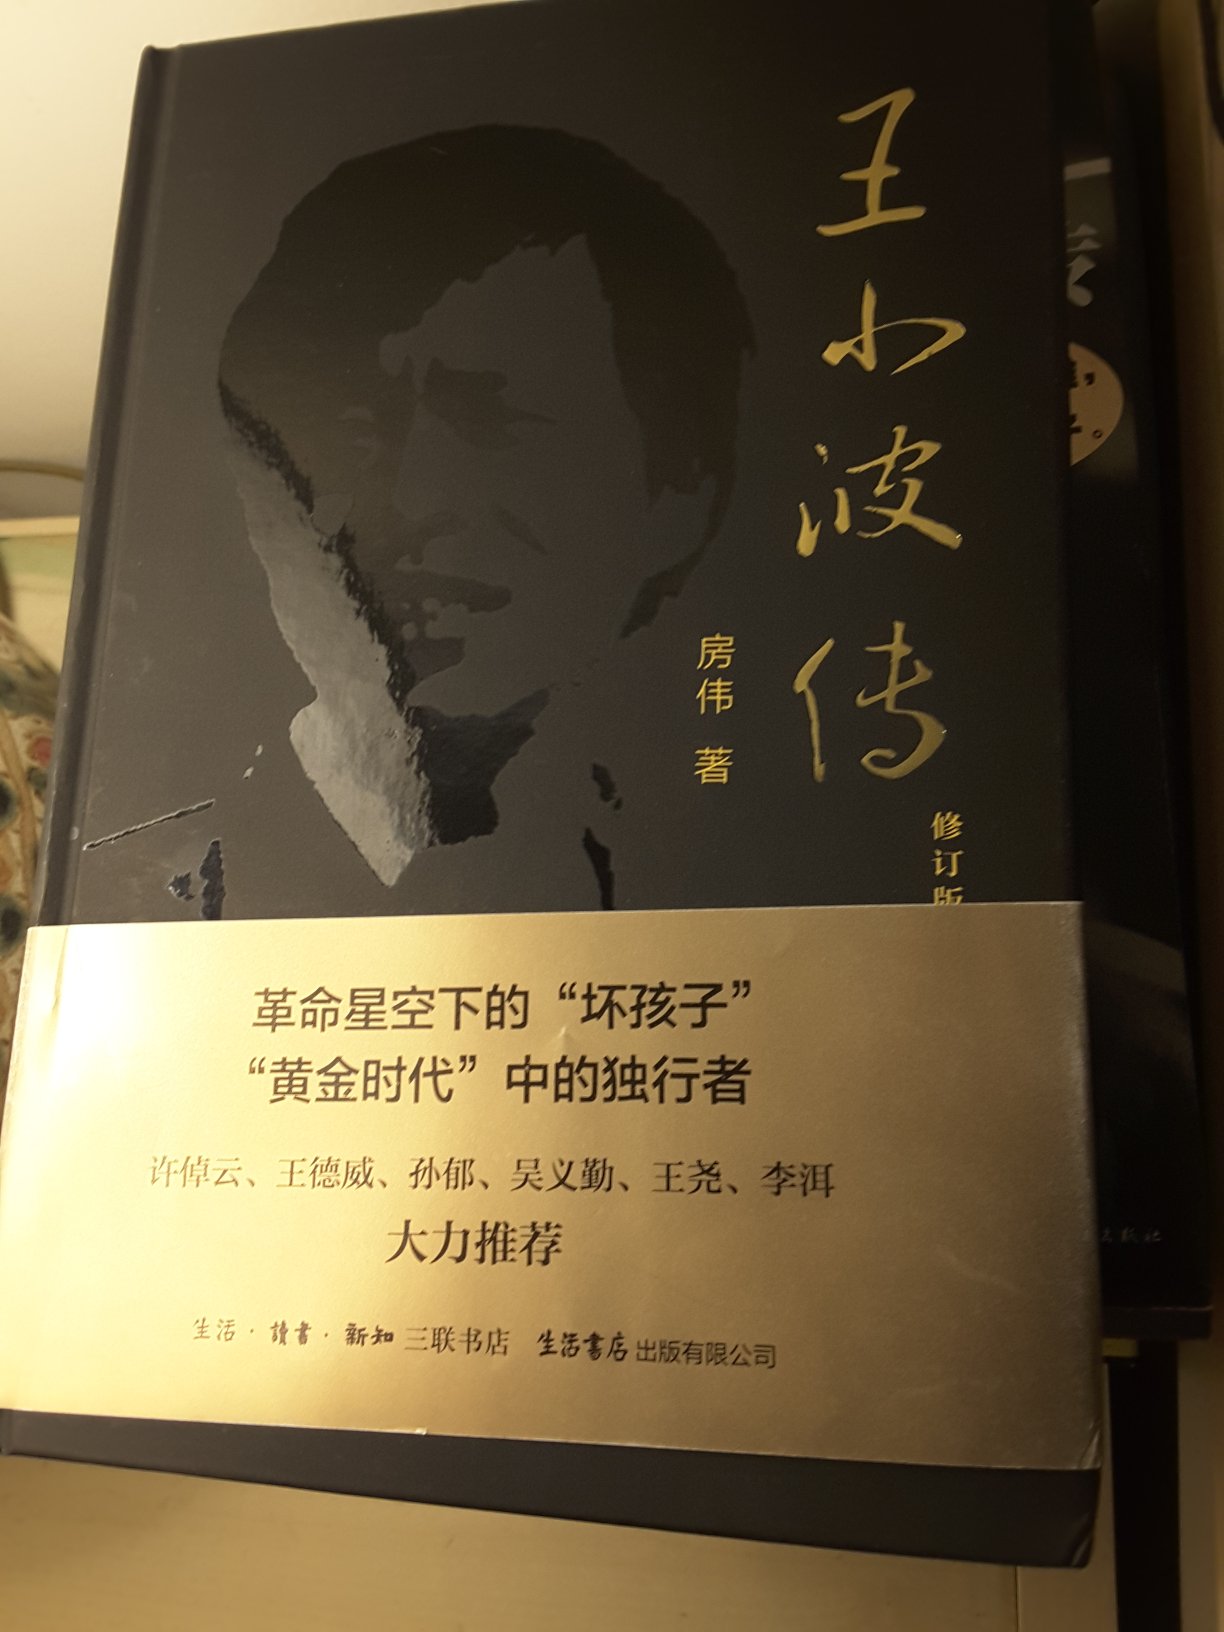 王小波传
房伟 著
修订版
革命星空下的“坏孩子”
“黄金时代”中的独行者
许倬云、王德威、孙郁、吴义勤、王尧、李洱
大力推荐
生活·讀書·新知 三联书店 生活書店出版有限公司
出版社